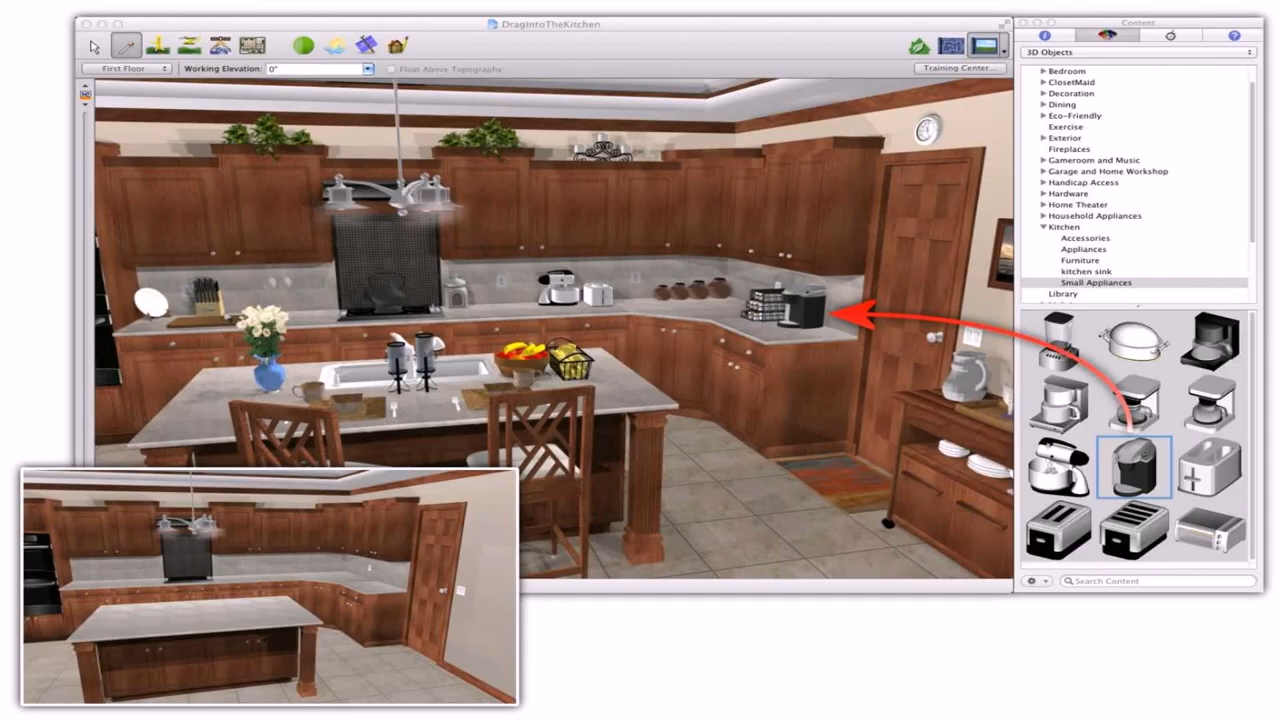 DragIntoTheKitchen
First Floor
Working Elevation:
0"
Float Above Topography
Training Center...
Content
3D Objects
Bedroom
ClosetMaid
Decoration
Dining
Eco-Friendly
Exercise
Exterior
Fireplaces
Gameroom and Music
Garage and Home Workshop
Handicap Access
Hardware
Home Theater
Household Appliances
Kitchen
Accessories
Appliances
Furniture
kitchen sink
Small Appliances
Library
Search Content